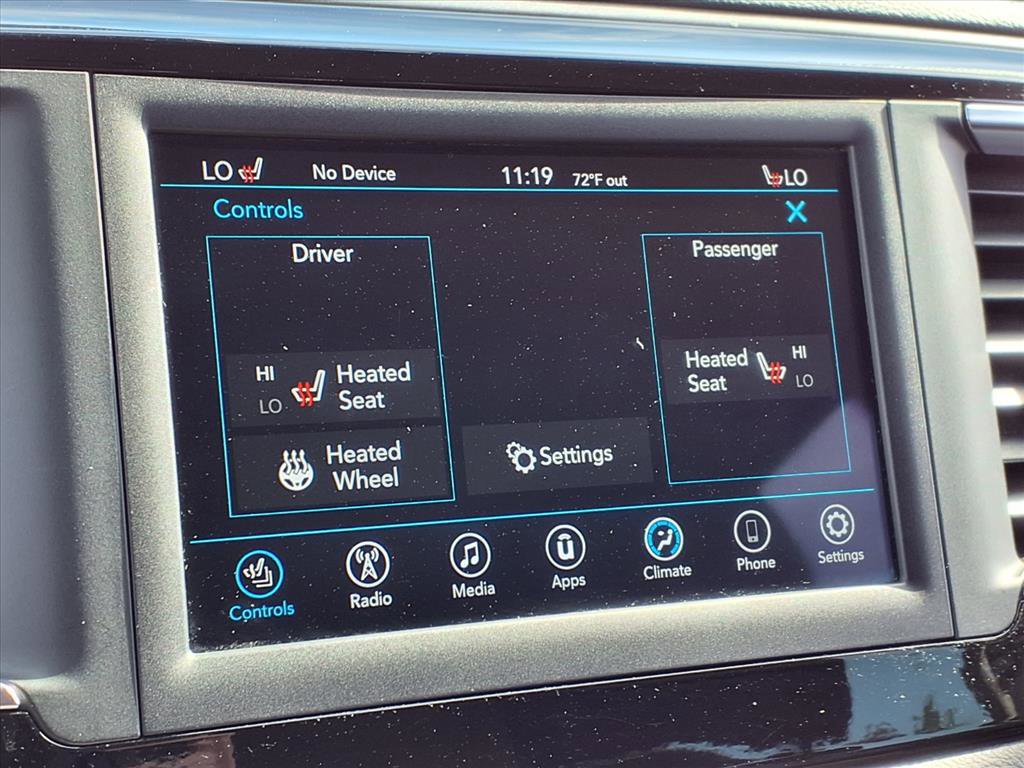 LO No Device 11:19 72°F out LO
Controls X
Driver
Passenger
HI
LO
Heated
Seat
Heated
Seat
HI
LO
Heated
Wheel
Settings
Controls
Radio
Media
Apps
Climate
Phone
Settings